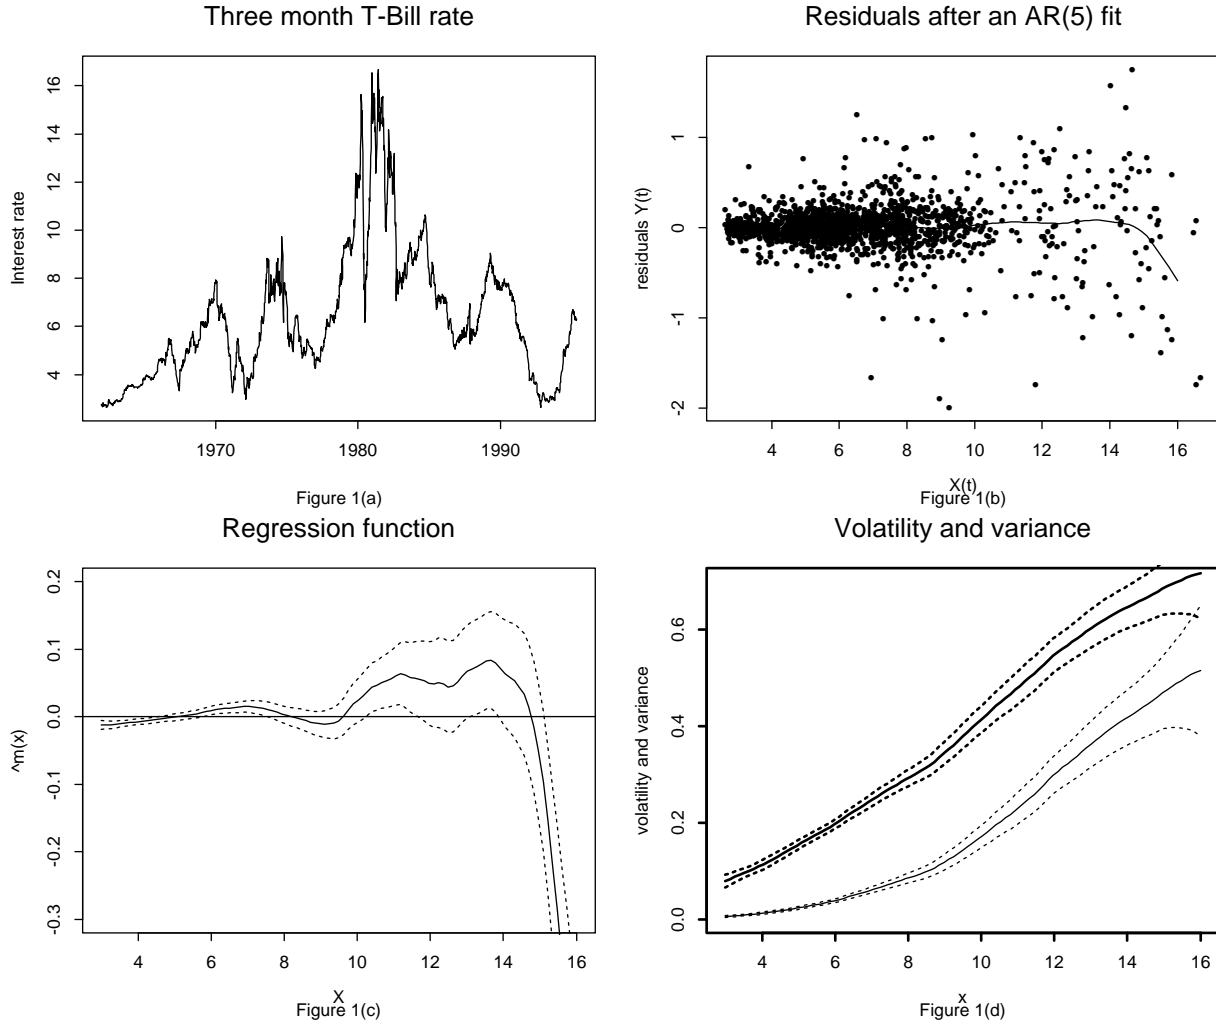 Three month T-Bill rate
Interest rate
16
14
12
10
8
6
4
1970 1980 1990
Figure 1(a)
Residuals after an AR(5) fit
residuals Y(t)
1
0
-1
-2
4 6 8 10 12 14 16
X(t)
Figure 1(b)
Regression function
^m(x)
0.2
0.1
0.0
-0.1
-0.2
-0.3
4 6 8 10 12 14 16
X
Figure 1(c)
Volatility and variance
volatility and variance
0.6
0.4
0.2
0.0
4 6 8 10 12 14 16
x
Figure 1(d)